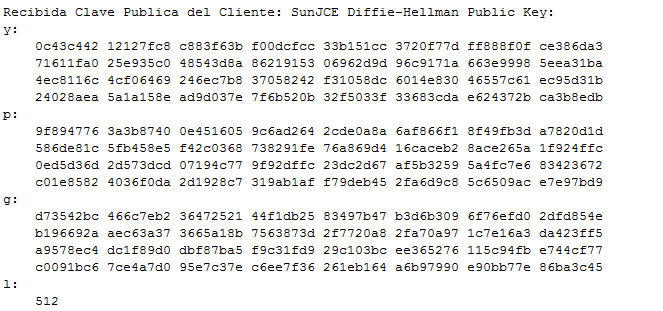 Recibida Clave Publica del Cliente: SunJCE Diffie-Hellman Public Key:
y:
0c43c442 12127fc8 c883f63b f00dcfcc 33b151cc 3720f77d ff888f0f ce386da3
71611fa0 25e935c0 48543d8a 86219153 06962d9d 96c9171a 663e9998 5eea31ba
4ec8116c 4cf06469 246ec7b8 37058242 f31058dc 6014e830 46557c61 ec95d31b
24028aea 5a1a158e ad9d037e 7f6b520b 32f5033f 33683cda e624372b ca3b8edb
p:
9f894776 3a3b8740 0e451605 9c6ad264 2cde0a8a 6af866f1 8f49fb3d a7820d1d
586de81c 5fb458e5 f42c0368 738291fe 76a869d4 16caceb2 8ace265a 1f924ffc
0ed5d36d 2d573dcd 07194c77 9f92dffc 23dc2d67 af5b3259 5a4fc7e6 83423672
c01e8582 4036f0da 2d1928c7 319ab1af f79deb45 2fa6d9c8 5c6509ac e7e97bd9
g:
d73542bc 466c7eb2 36472521 44f1db25 83497b47 b3d6b309 6f76efd0 2dfd854e
b196692a aec63a37 3665a18b 7563873d 2f7720a8 2fa70a97 1c7e16a3 da423ff5
a9578ec4 dc1f89d0 dbf87ba5 f9c31fd9 29c103bc ee365276 115c94fb e744cf77
c0091bc6 7ce4a7d0 95e7c37e c6ee7f36 261eb164 a6b97990 e90bb77e 86ba3c45
l:
512